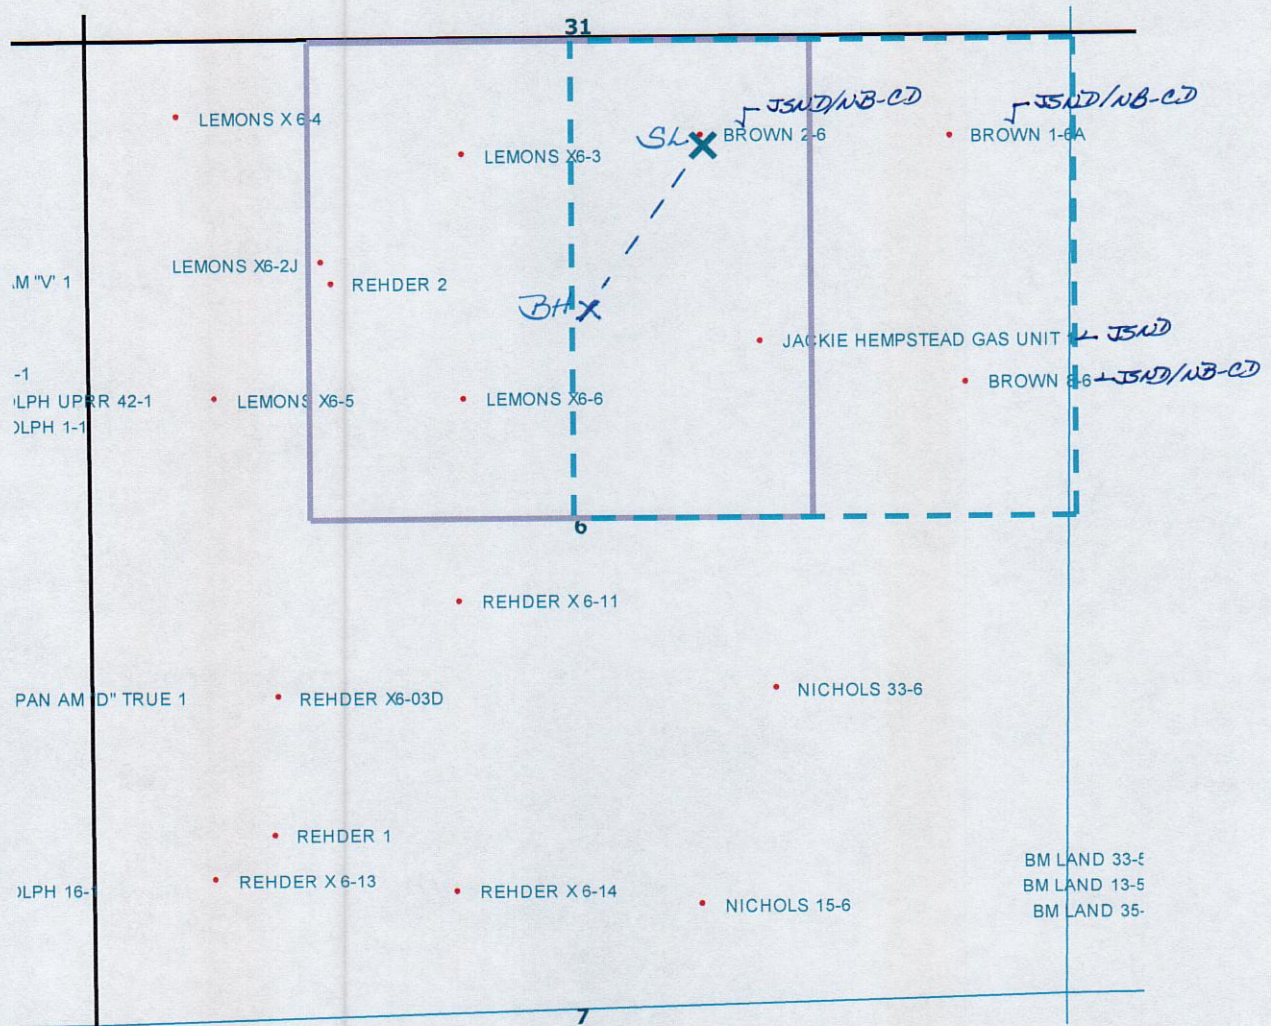 31
JSND/NB-CD
JSND/NB-CD
LEMONS X 6-4
SL
BROWN 2-6
BROWN 1-6A
LEMONS X6-3
LEMONS X6-2J
REHDER 2
M "V' 1
BH
JACKIE HEMPSTEAD GAS UNIT
JSND
-1
BROWN 8-6
JSND/NB-CD
LPH UPRR 42-1
LEMONS X6-5
LEMONS X6-6
LPH 1-1
6
REHDER X 6-11
PAN AM "D" TRUE 1
REHDER X6-03D
NICHOLS 33-6
REHDER 1
BM LAND 33-5
LPH 16-1
REHDER X 6-13
REHDER X 6-14
BM LAND 13-5
NICHOLS 15-6
BM LAND 35-
7